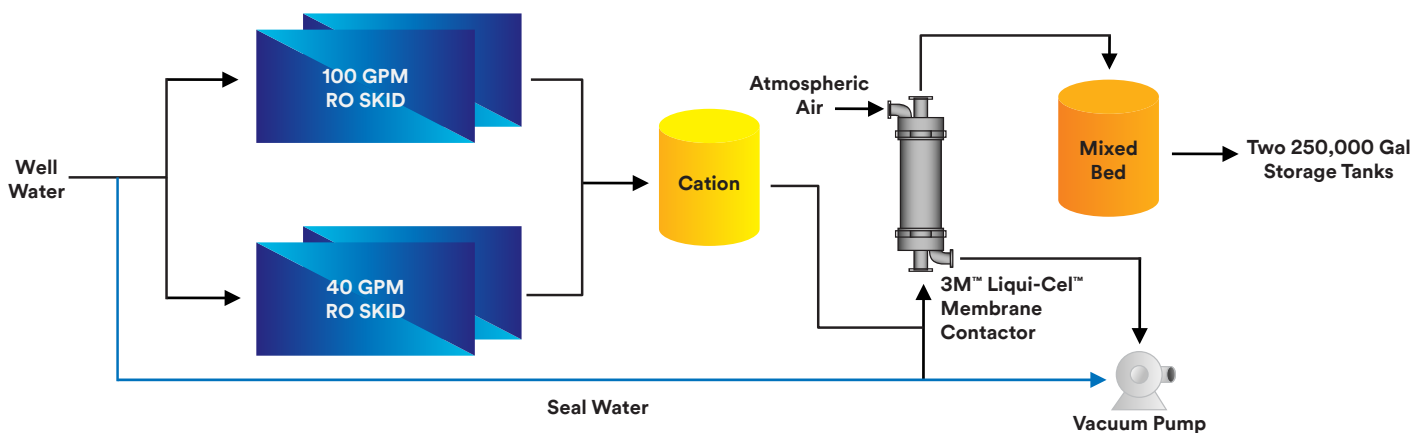 100 GPM
RO SKID
Atmospheric
Air
Well
Water
Cation
Mixed
Bed
Two 250,000 Gal
Storage Tanks
40 GPM
RO SKID
3M™ Liqui-Cel™
Membrane
Contactor
Seal Water
Vacuum Pump